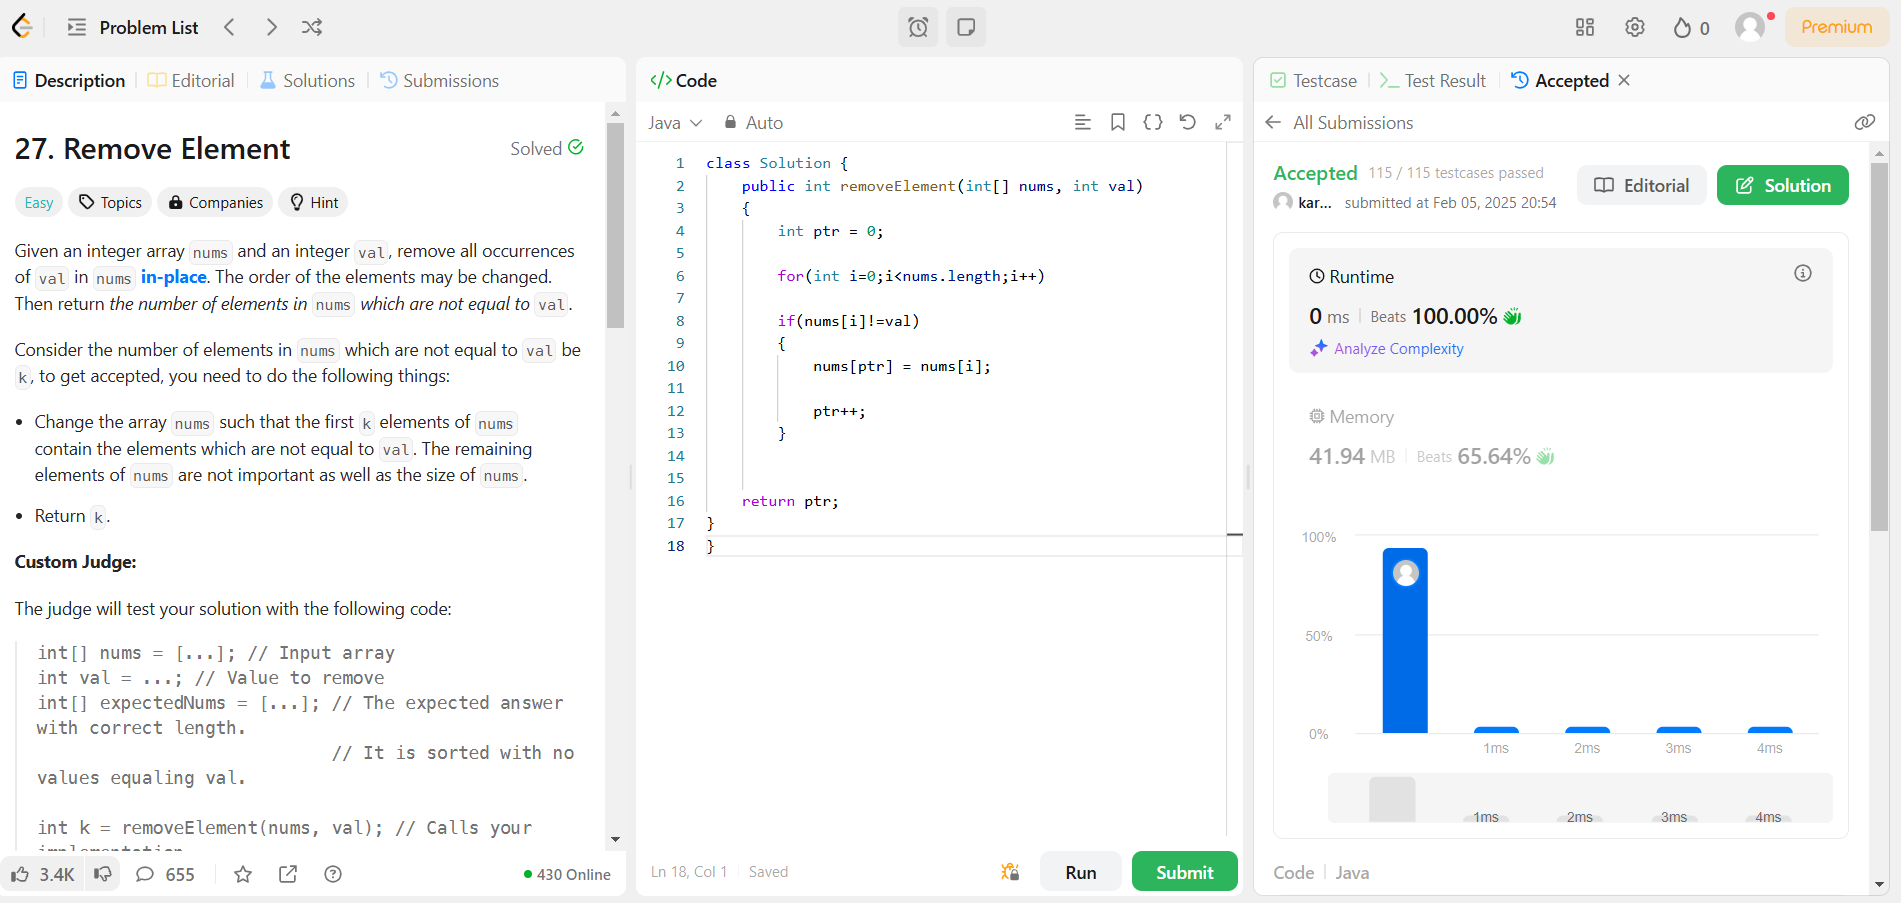 Problem List
0
Premium
Description
Editorial
Solutions
Submissions
27. Remove Element
Solved
Easy
Topics
Companies
Hint
Given an integer array nums and an integer val, remove all occurrences
of val in nums in-place. The order of the elements may be changed.
Then return the number of elements in nums which are not equal to val.
Consider the number of elements in nums which are not equal to val be
k, to get accepted, you need to do the following things:
• Change the array nums such that the first k elements of nums
contain the elements which are not equal to val. The remaining
elements of nums are not important as well as the size of nums.
• Return k.
Custom Judge:
The judge will test your solution with the following code:
int[] nums = [...]; // Input array
int val = ...; // Value to remove
int[] expectedNums = [...]; // The expected answer
with correct length.
// It is sorted with no
values equaling val.
int k = removeElement(nums, val); // Calls your
implementation
3.4K
655
430 Online
</> Code
Java
Auto
1 class Solution {
2 public int removeElement(int[] nums, int val)
3 {
4 int ptr = 0;
5
6 for(int i=0;i<nums.length;i++)
7
8 if(nums[i]!=val)
9 {
10 nums[ptr] = nums[i];
11
12 ptr++;
13 }
14
15
16 return ptr;
17 }
18 }
Ln 18, Col 1
Saved
Run
Submit
Testcase
Test Result
Accepted
All Submissions
Accepted 115 / 115 testcases passed
kar... submitted at Feb 05, 2025 20:54
Editorial
Solution
Runtime
0 ms Beats 100.00%
Analyze Complexity
Memory
41.94 MB Beats 65.64%
100%
50%
0%
1ms 2ms 3ms 4ms
1ms 2ms 3ms 4ms
Code
Java